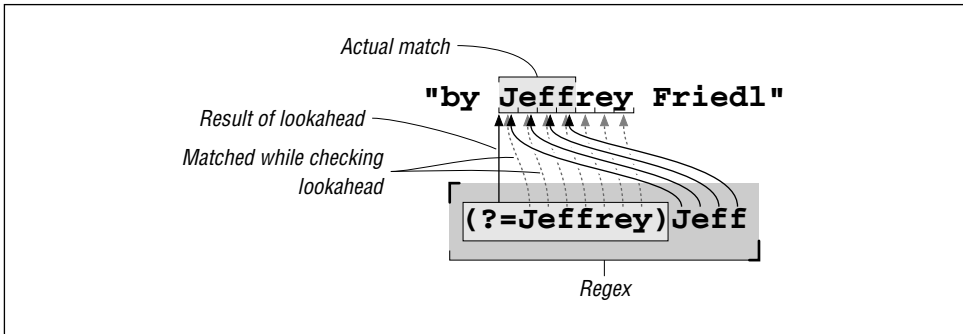 Actual match
"by Jeffrey Friedl"
Result of lookahead
Matched while checking
lookahead
(?=Jeffrey)Jeff
Regex